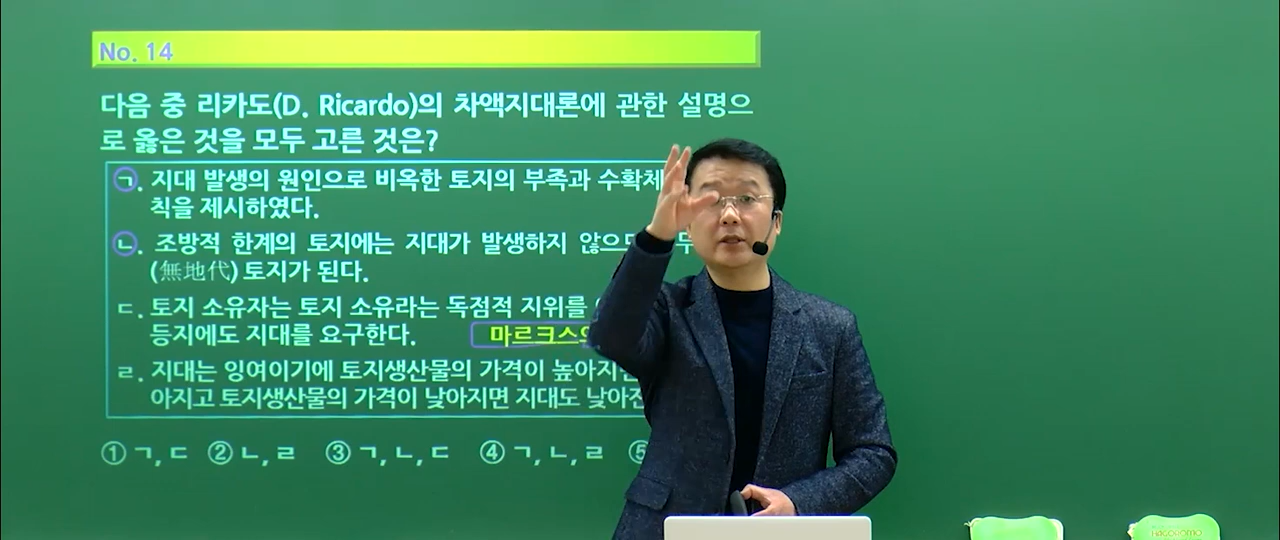 No. 14
다음 중 리카도(D. Ricardo)의 차액지대론에 관한 설명으
로 옳은 것을 모두 고른 것은?
ㄱ. 지대 발생의 원인으로 비옥한 토지의 부족과 수확체
칙을 제시하였다.
ㄴ. 조방적 한계의 토지에는 지대가 발생하지 않으므
(無地代) 토지가 된다.
ㄷ. 토지 소유자는 토지 소유라는 독점적 지위를
등지에도 지대를 요구한다. 마르크스의
ㄹ. 지대는 잉여이기에 토지생산물의 가격이 높아지면
아지고 토지생산물의 가격이 낮아지면 지대도 낮아진
① ㄱ, ㄷ ② ㄴ, ㄹ ③ ㄱ, ㄴ, ㄷ ④ ㄱ, ㄴ, ㄹ ⑤